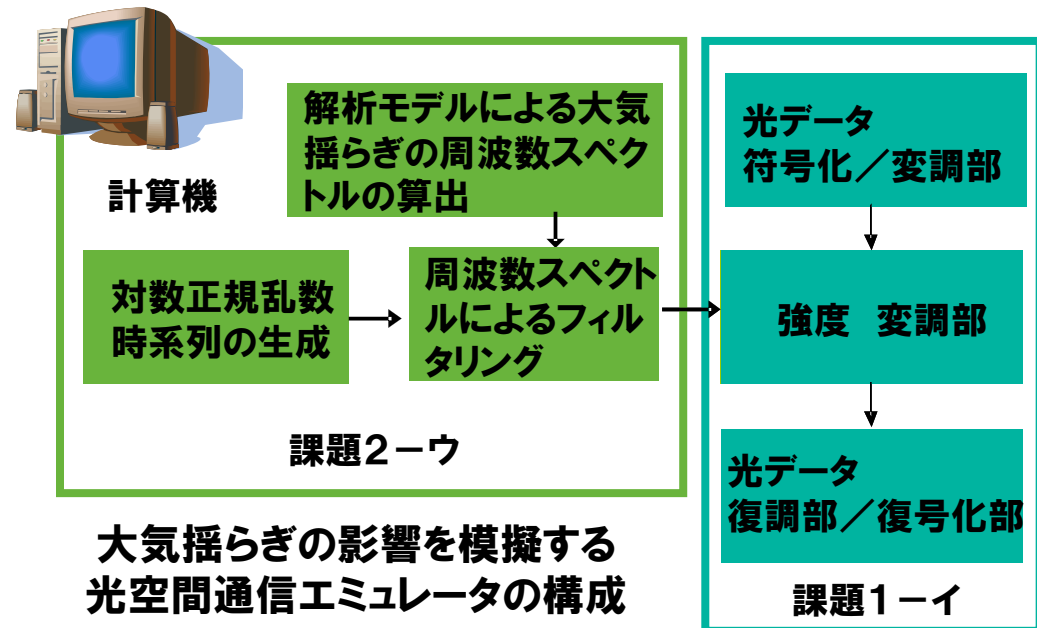 計算機
解析モデルによる大気
揺らぎの周波数スペク
トルの算出
対数正規乱数
時系列の生成
周波数スペクト
ルによるフィル
タリング
課題2－ウ
光データ
符号化／変調部
強度　変調部
光データ
復調部／復号化部
課題1－イ
大気揺らぎの影響を模擬する
光空間通信エミュレータの構成